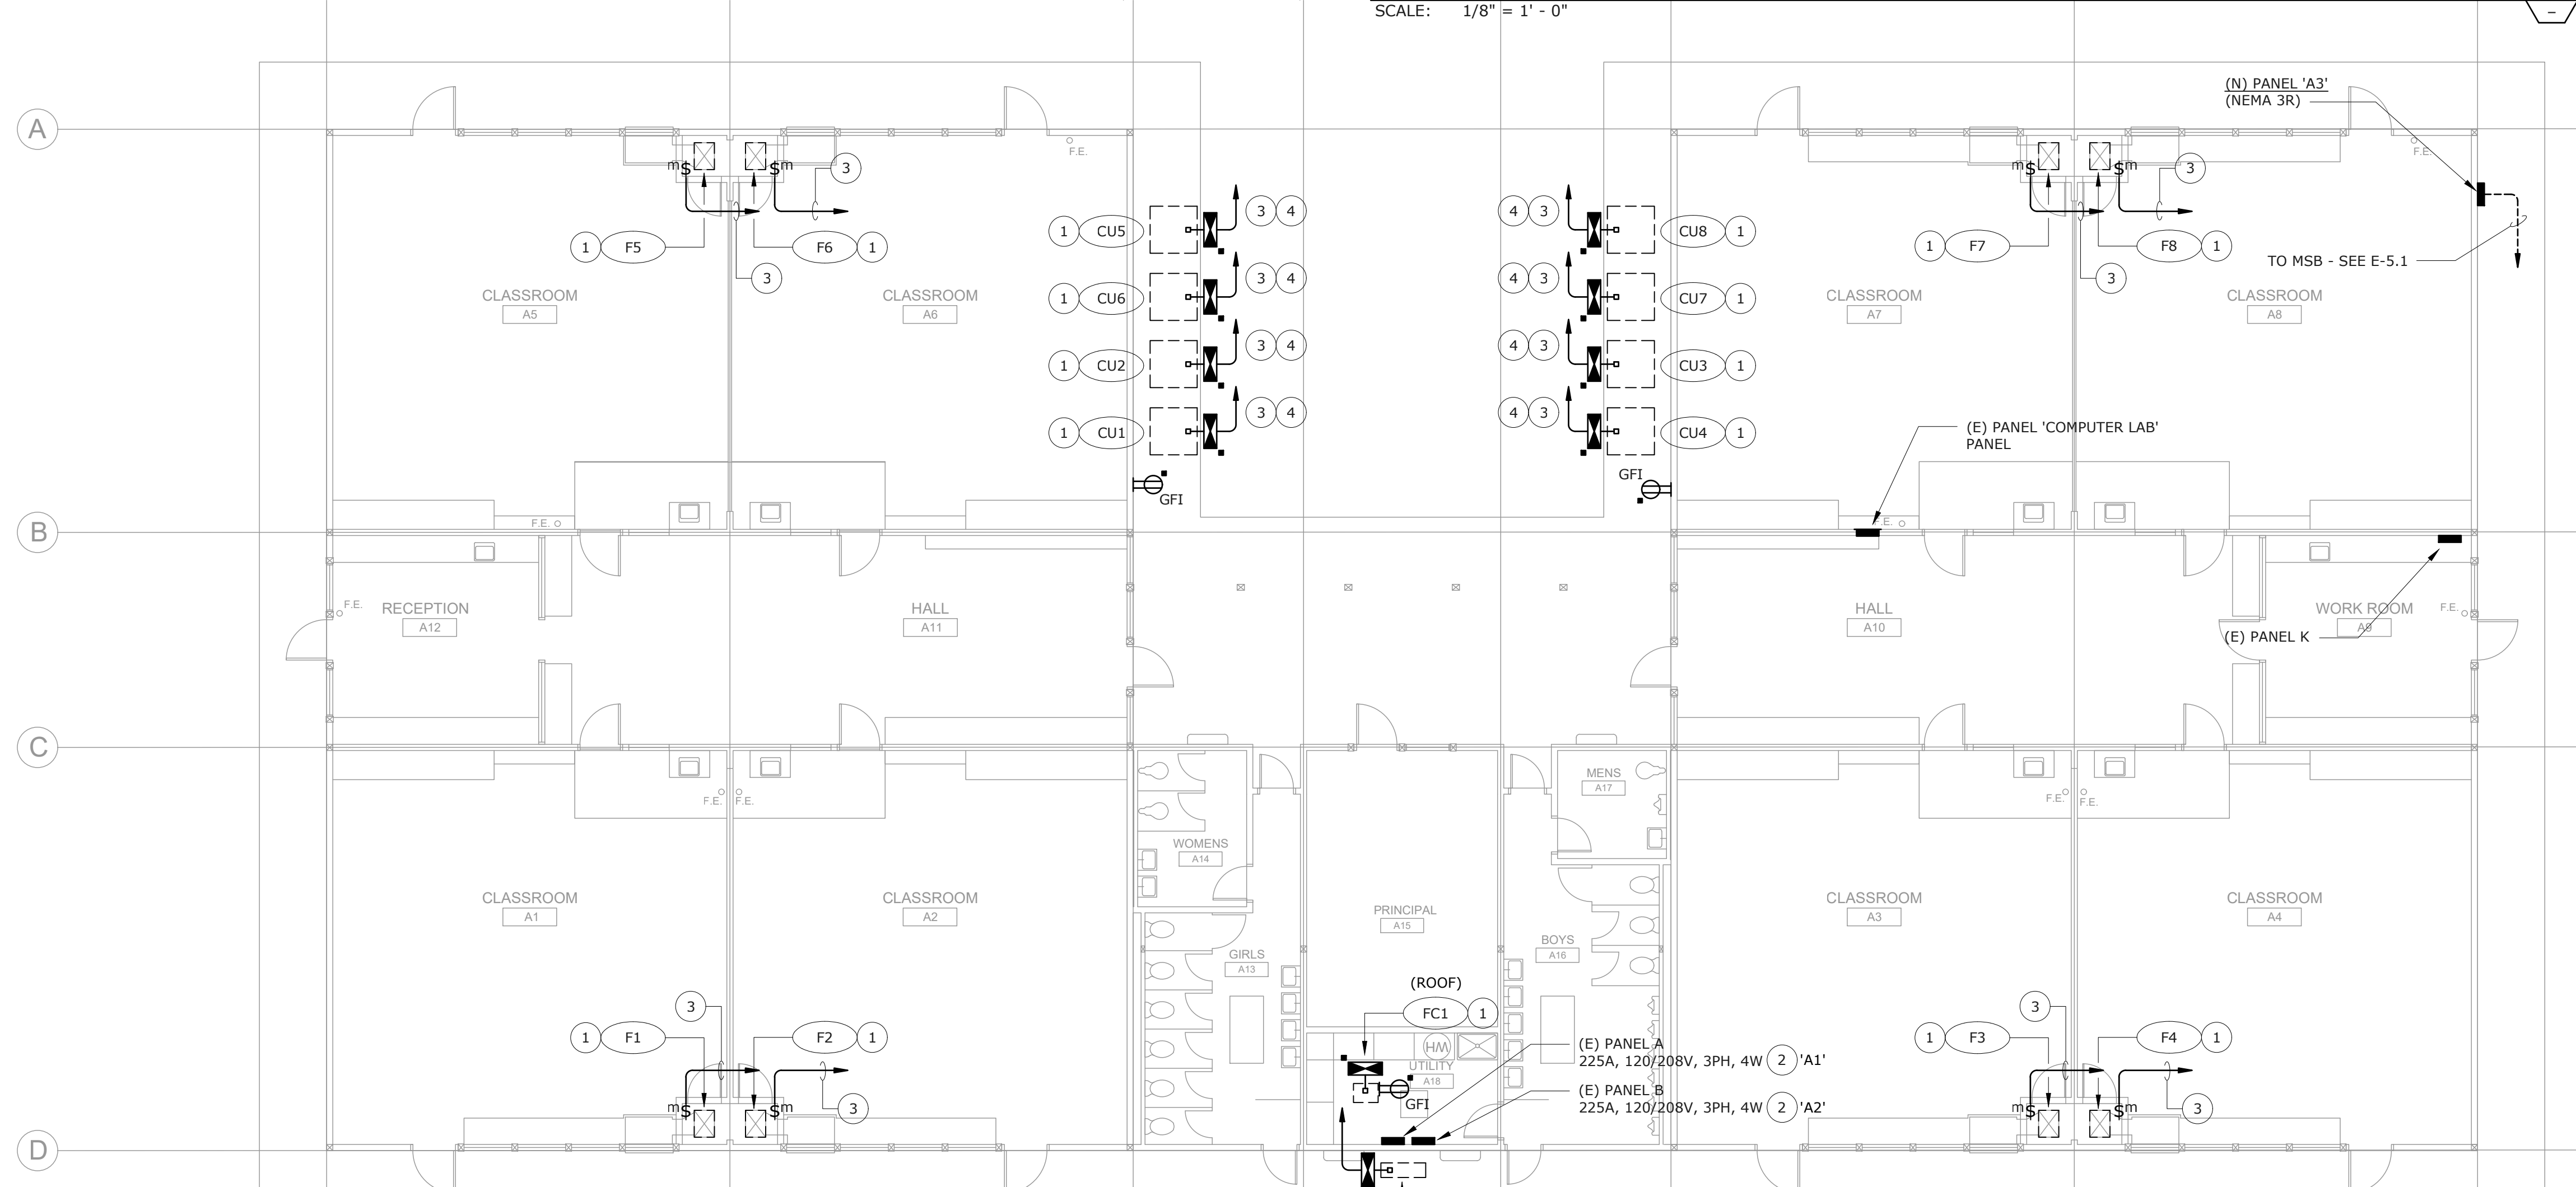 SCALE: 1/8" = 1' - 0"
–
(N) PANEL 'A3'
(NEMA 3R)
A
F.E.
F.E.
m$
$m
3
m$
$m
3
3 4
4 3
1 CU5
CU8 1
1 F5
F6 1
1 F7
F8 1
TO MSB - SEE E-5.1
3
3 4
4 3
3
CLASSROOM
A5
CLASSROOM
A6
1 CU6
CU7 1
CLASSROOM
A7
CLASSROOM
A8
3 4
4 3
1 CU2
CU3 1
3 4
4 3
1 CU1
CU4 1
(E) PANEL 'COMPUTER LAB'
PANEL
GFI
GFI
F.E.
F.E.
B
RECEPTION
A12
F.E.
HALL
A11
HALL
A10
WORK ROOM
A9
F.E.
(E) PANEL K
C
MENS
A17
F.E.
F.E.
F.E.
F.E.
WOMENS
A14
CLASSROOM
A1
CLASSROOM
A2
PRINCIPAL
A15
CLASSROOM
A3
CLASSROOM
A4
BOYS
A16
GIRLS
A13
(ROOF)
FC1 1
3
3
1 F1
F2 1
1 F3
F4 1
HW
(E) PANEL A
225A, 120/208V, 3PH, 4W 2 'A1'
UTILITY
A18
(E) PANEL B
225A, 120/208V, 3PH, 4W 2 'A2'
GFI
m$
$m
3
m$
$m
3
D